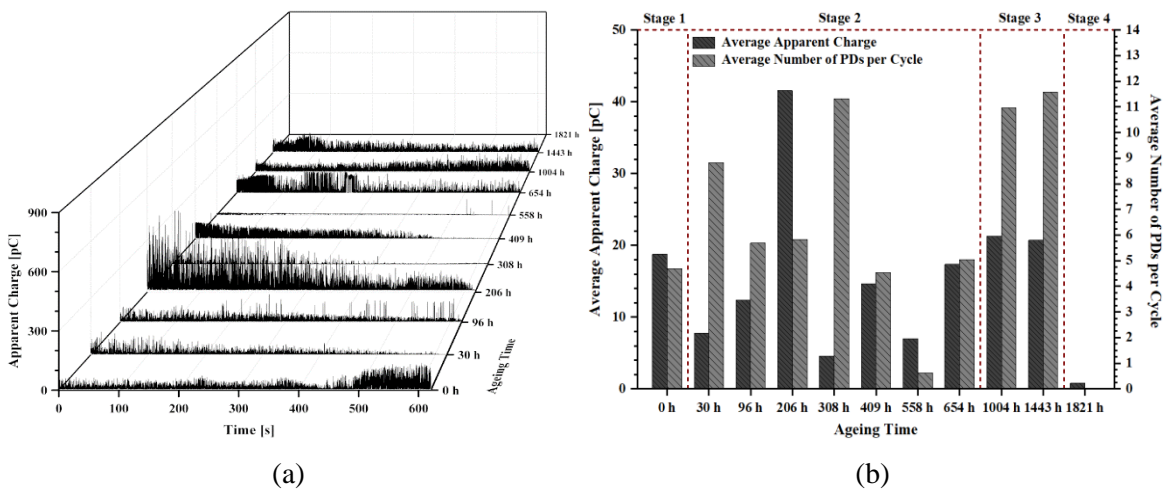 Apparent Charge [pC]
900
600
300
0
0
100
200
300
400
500
600
Time [s]
1821 h
1443 h
1004 h
654 h
558 h
409 h
308 h
206 h
96 h
30 h
0 h
Ageing Time
(a)
Stage 1
Stage 2
Stage 3
Stage 4
Average Apparent Charge
Average Number of PDs per Cycle
Average Apparent Charge [pC]
50
40
30
20
10
0
14
13
12
11
10
9
8
7
6
5
4
3
2
1
0
Average Number of PDs per Cycle
0 h
30 h
96 h
206 h
308 h
409 h
558 h
654 h
1004 h
1443 h
1821h
Ageing Time
(b)